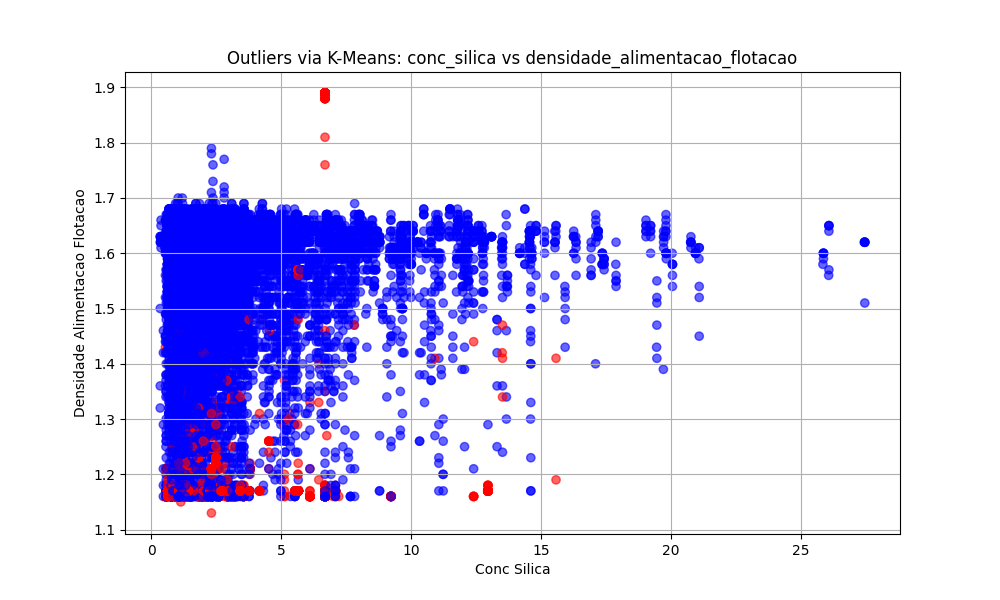 Outliers via K-Means: conc_silica vs densidade_alimentacao_flotacao
Densidade Alimentacao Flotacao
1.9
1.8
1.7
1.6
1.5
1.4
1.3
1.2
1.1
0 5 10 15 20 25
Conc Silica